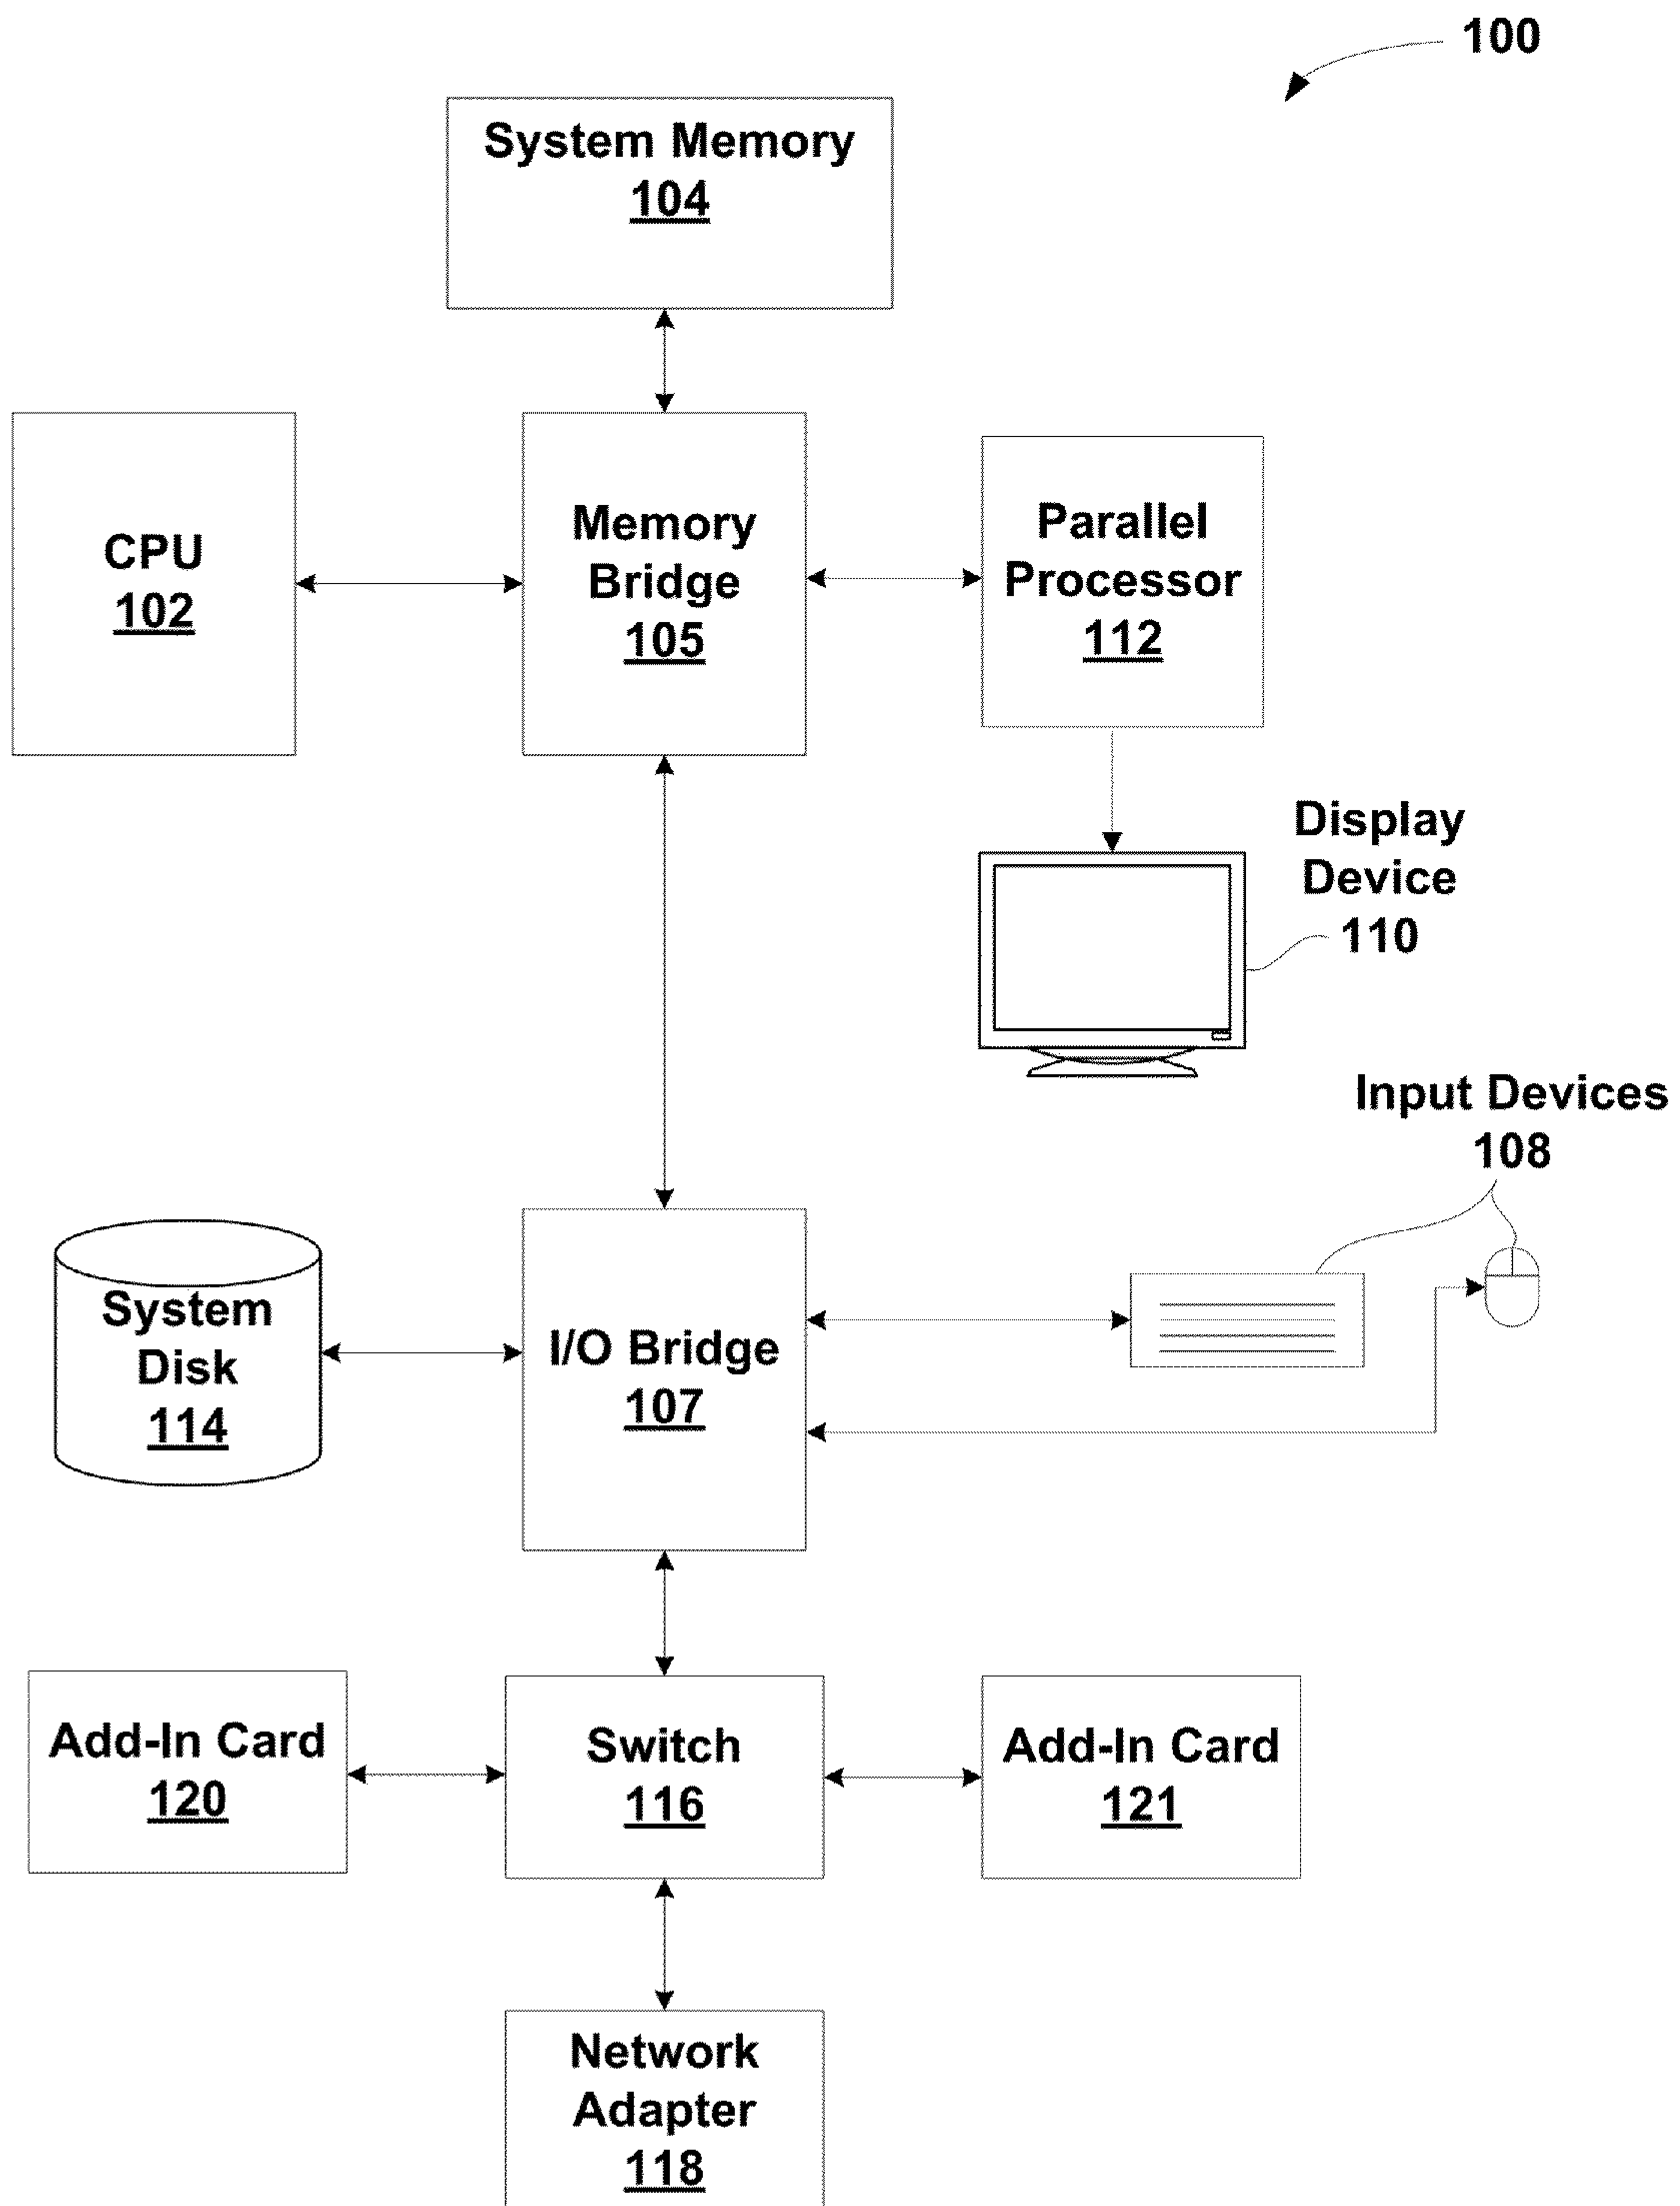 100
System Memory
104
CPU
102
Memory
Bridge
105
Parallel
Processor
112
Display
Device
110
Input Devices
108
System
Disk
114
I/O Bridge
107
Add-In Card
120
Switch
116
Add-In Card
121
Network
Adapter
118